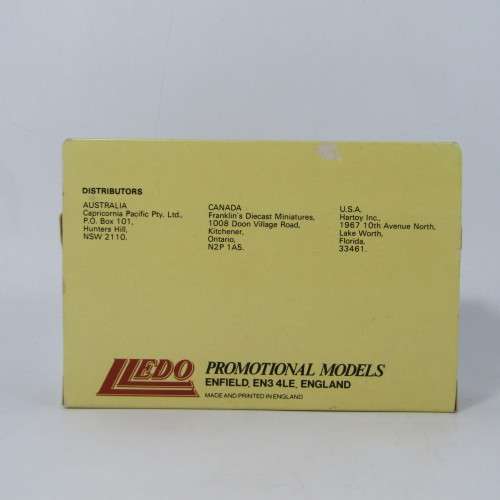 DISTRIBUTORS
AUSTRALIA
Capricornia Pacific Pty. Ltd.,
P.O. Box 101,
Hunters Hill,
NSW 2110.
CANADA
Franklin's Diecast Miniatures,
1008 Doon Village Road,
Kitchener,
Ontario,
N2P 1A5.
U.S.A.
Hartoy Inc.,
1967 10th Avenue North,
Lake Worth,
Florida,
33461.
LLEDO
PROMOTIONAL MODELS
ENFIELD, EN3 4LE, ENGLAND
MADE AND PRINTED IN ENGLAND